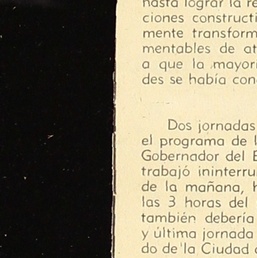 hasta lograr la re
ciones constructi
mente transform
mentables de at
a que la mayor
des se había con
Dos jornadas
el programa de l
Gobernador del E
trabajó ininterru
de la mañana, h
las 3 horas del
también debería
y última jornada
do de la Ciudad